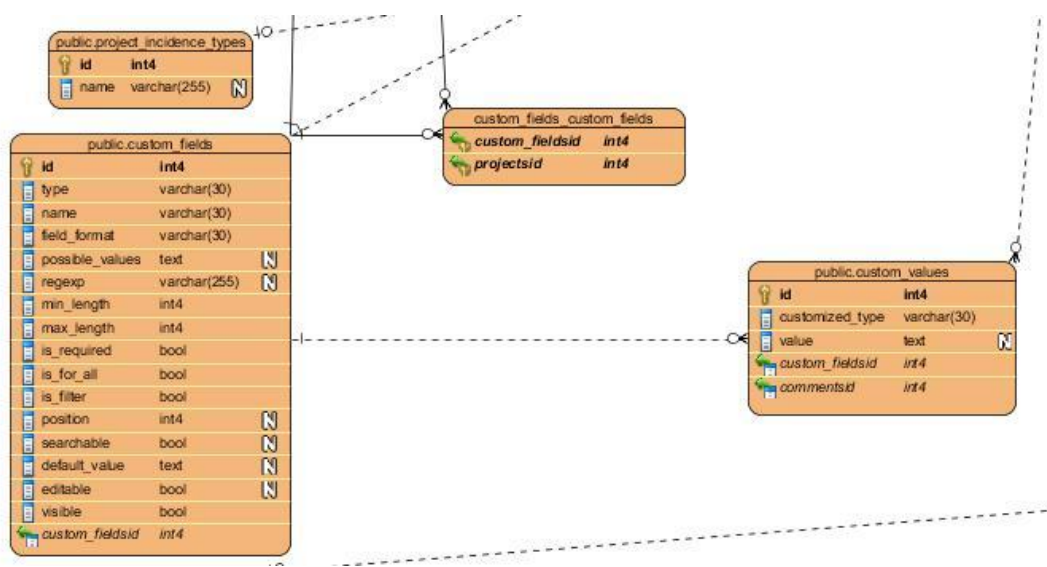 public.project_incidence_types
id int4
name varchar(255) N
custom_fields_custom_fields
custom_fieldsid int4
projectsid int4
public.custom_fields
id int4
type varchar(30)
name varchar(30)
field_format varchar(30)
possible_values text N
regexp varchar(255) N
min_length int4
max_length int4
is_required bool
is_for_all bool
is_filter bool
position int4 N
searchable bool N
default_value text N
editable bool N
visible bool
custom_fieldsid int4
public.custom_values
id int4
customized_type varchar(30)
value text N
custom_fieldsid int4
commentsid int4